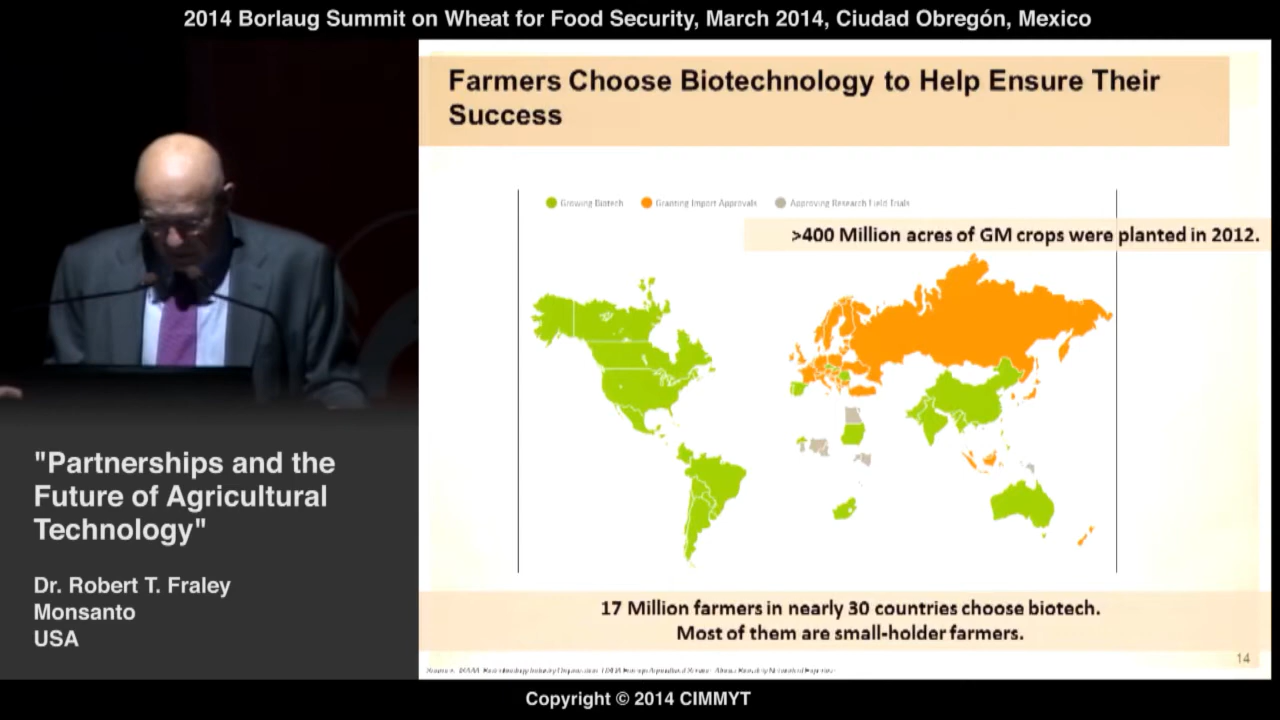 2014 Borlaug Summit on Wheat for Food Security, March 2014, Ciudad Obregón, Mexico
Farmers Choose Biotechnology to Help Ensure Their
Success
Growing Biotech
Granting Import Approvals
Approving Research Field Trials
>400 Million acres of GM crops were planted in 2012.
"Partnerships and the
Future of Agricultural
Technology"
Dr. Robert T. Fraley
Monsanto
USA
17 Million farmers in nearly 30 countries choose biotech.
Most of them are small-holder farmers.
14
Copyright © 2014 CIMMYT